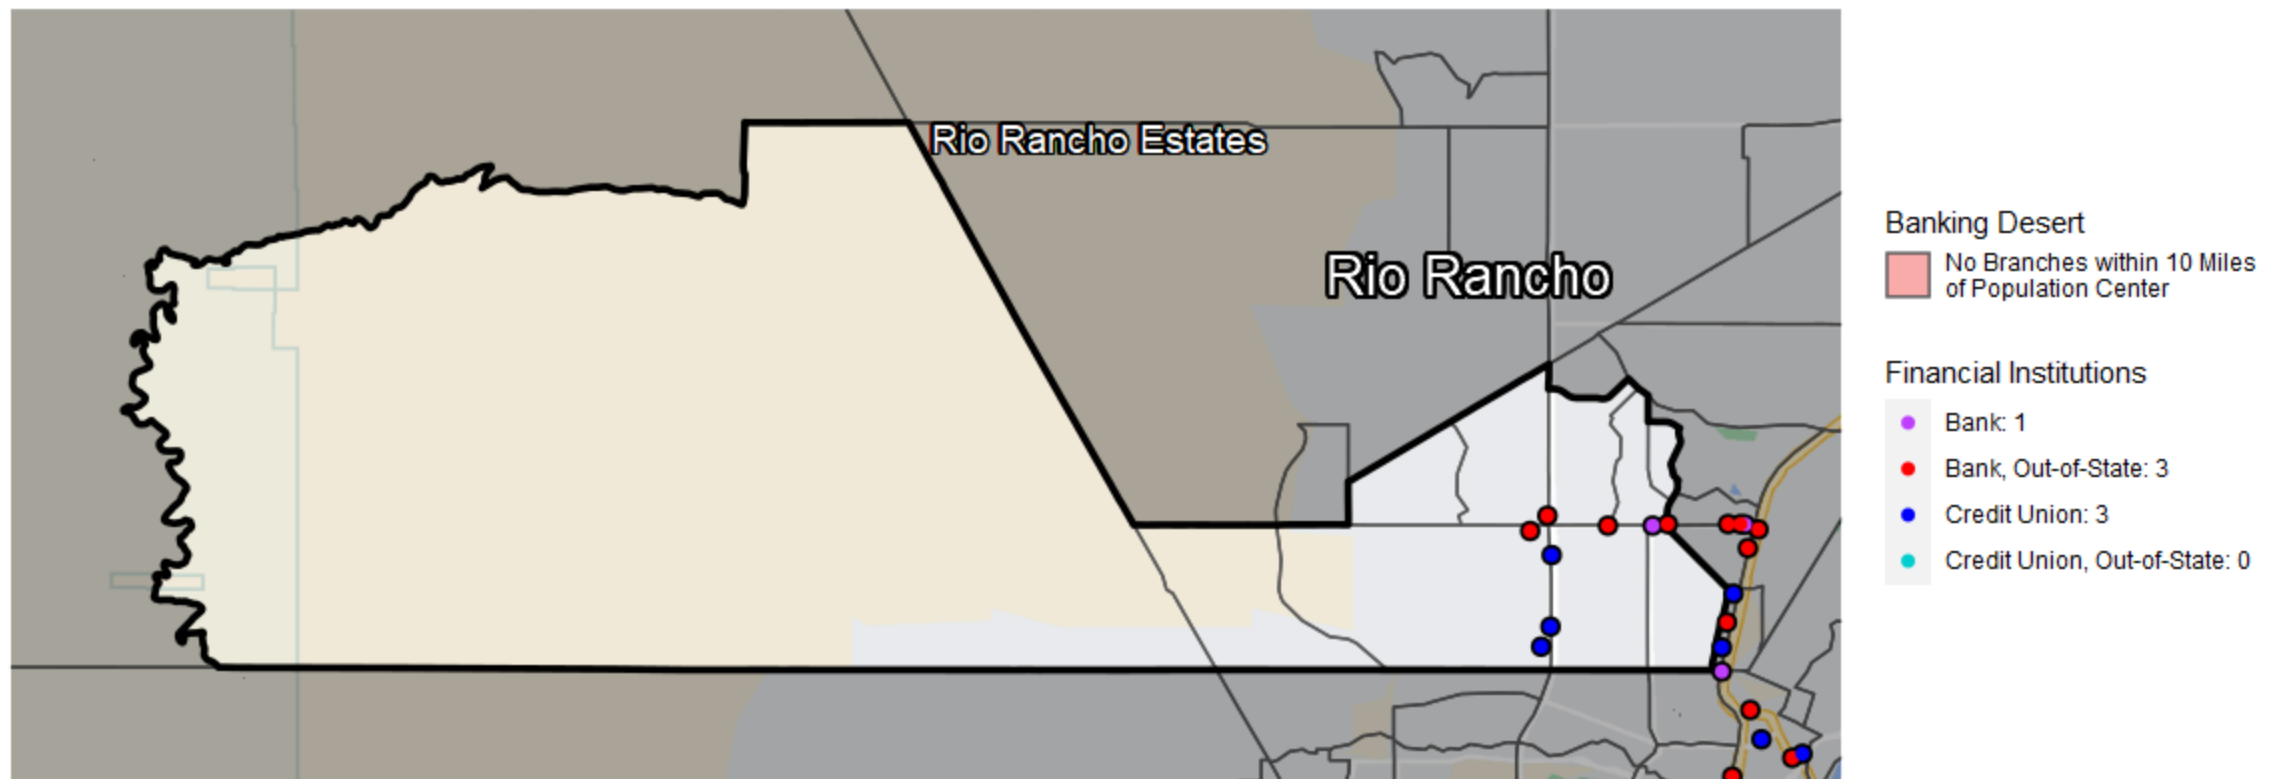 Rio Rancho Estates
Rio Rancho
Banking Desert
No Branches within 10 Miles
of Population Center
Financial Institutions
Bank: 1
Bank, Out-of-State: 3
Credit Union: 3
Credit Union, Out-of-State: 0